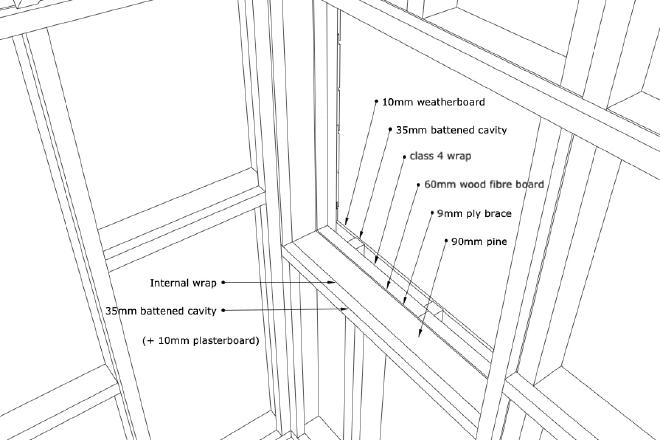 10mm weatherboard
35mm battened cavity
class 4 wrap
60mm wood fibre board
9mm ply brace
90mm pine
Internal wrap
35mm battened cavity
(+ 10mm plasterboard)